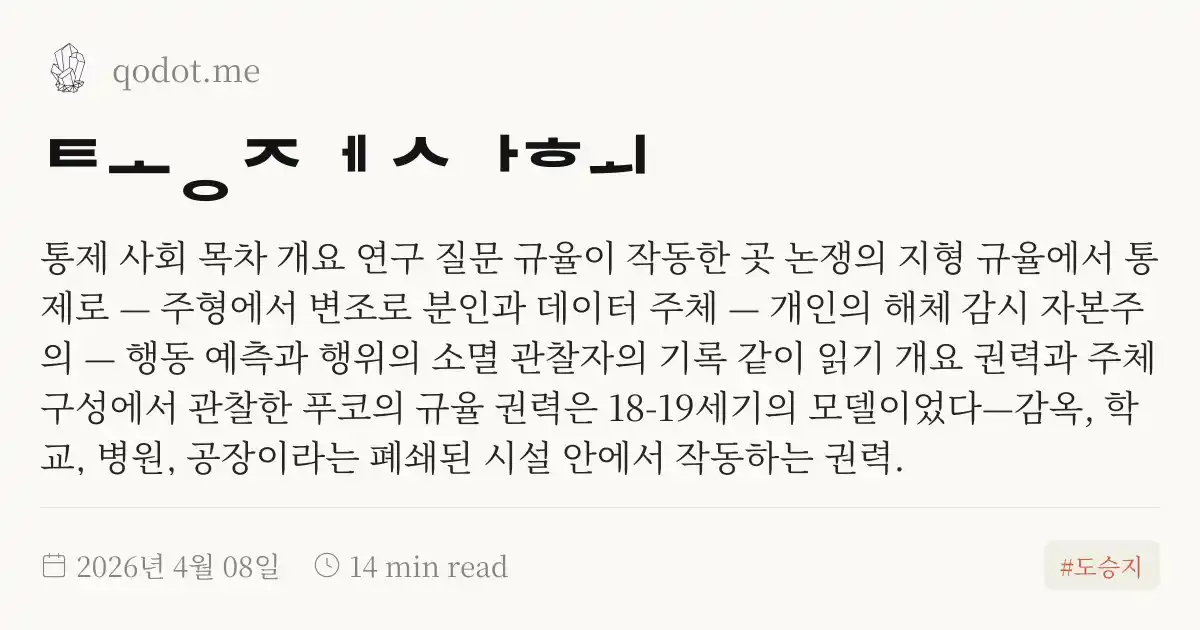 qodot.me
ㅌㅗㅇㅈㅔㅅㅏㅎㅚ
통제 사회 목차 개요 연구 질문 규율이 작동한 곳 논쟁의 지형 규율에서 통
제로 — 주형에서 변조로 분인과 데이터 주체 — 개인의 해체 감시 자본주
의 — 행동 예측과 행위의 소멸 관찰자의 기록 같이 읽기 개요 권력과 주체
구성에서 관찰한 푸코의 규율 권력은 18-19세기의 모델이었다—감옥, 학
교, 병원, 공장이라는 폐쇄된 시설 안에서 작동하는 권력.
2026년 4월 08일 14 min read #도승지